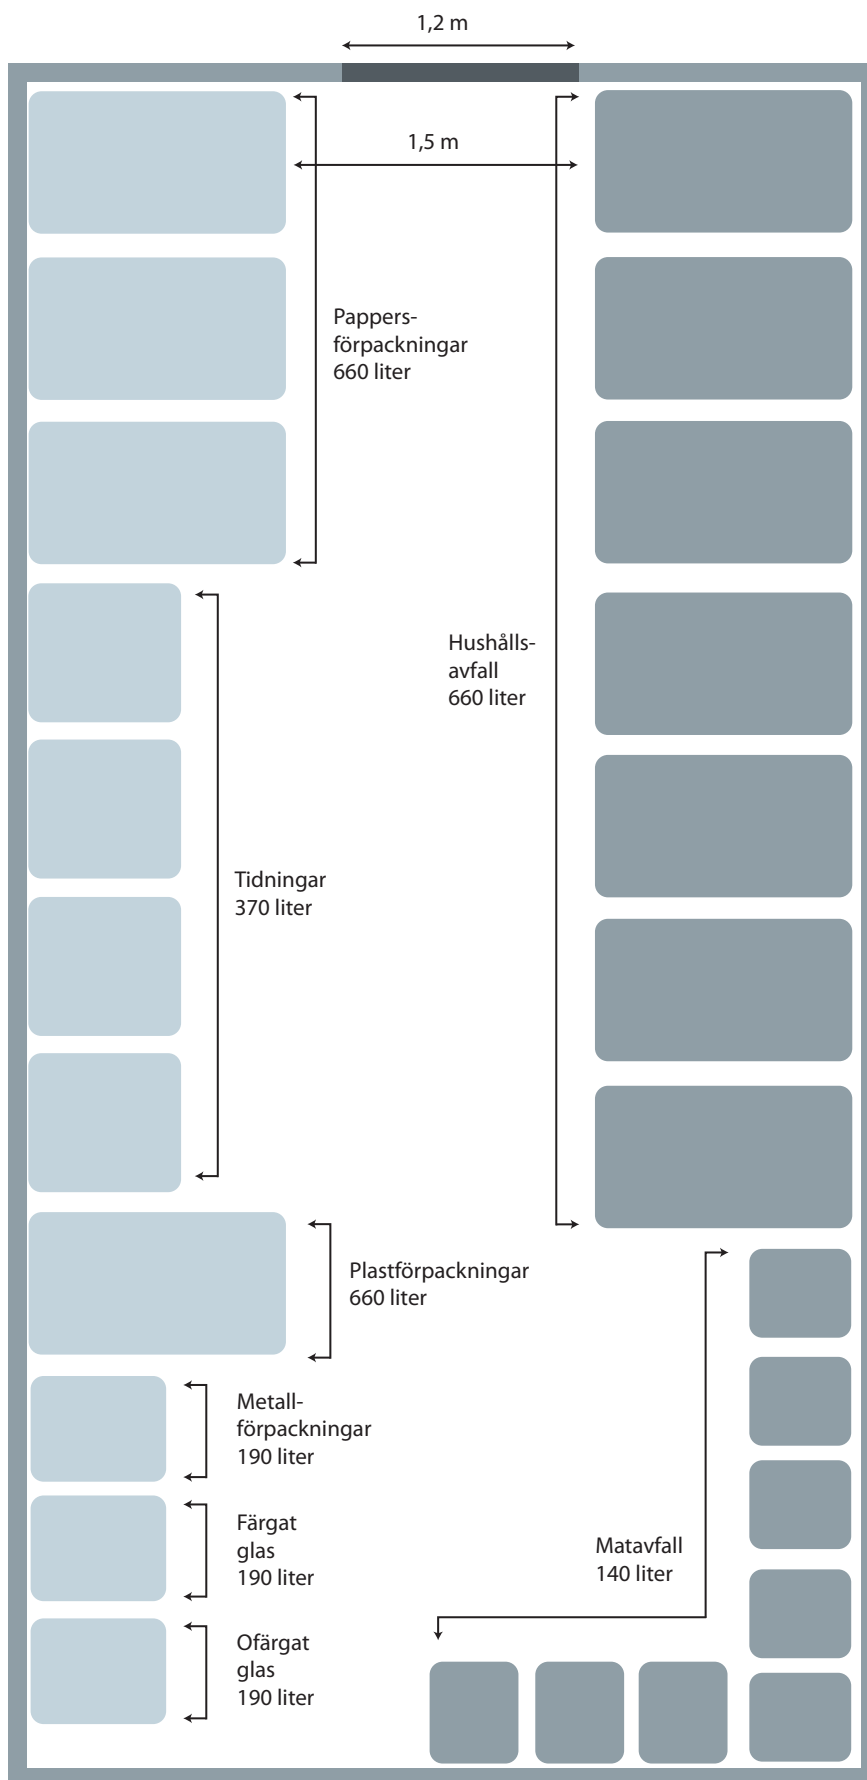 1,2 m
1,5 m
Pappers-
förpackningar
660 liter
Hushålls-
avfall
660 liter
Tidningar
370 liter
Plastförpackningar
660 liter
Metall-
förpackningar
190 liter
Färgat
glas
190 liter
Matavfall
140 liter
Ofärgat
glas
190 liter